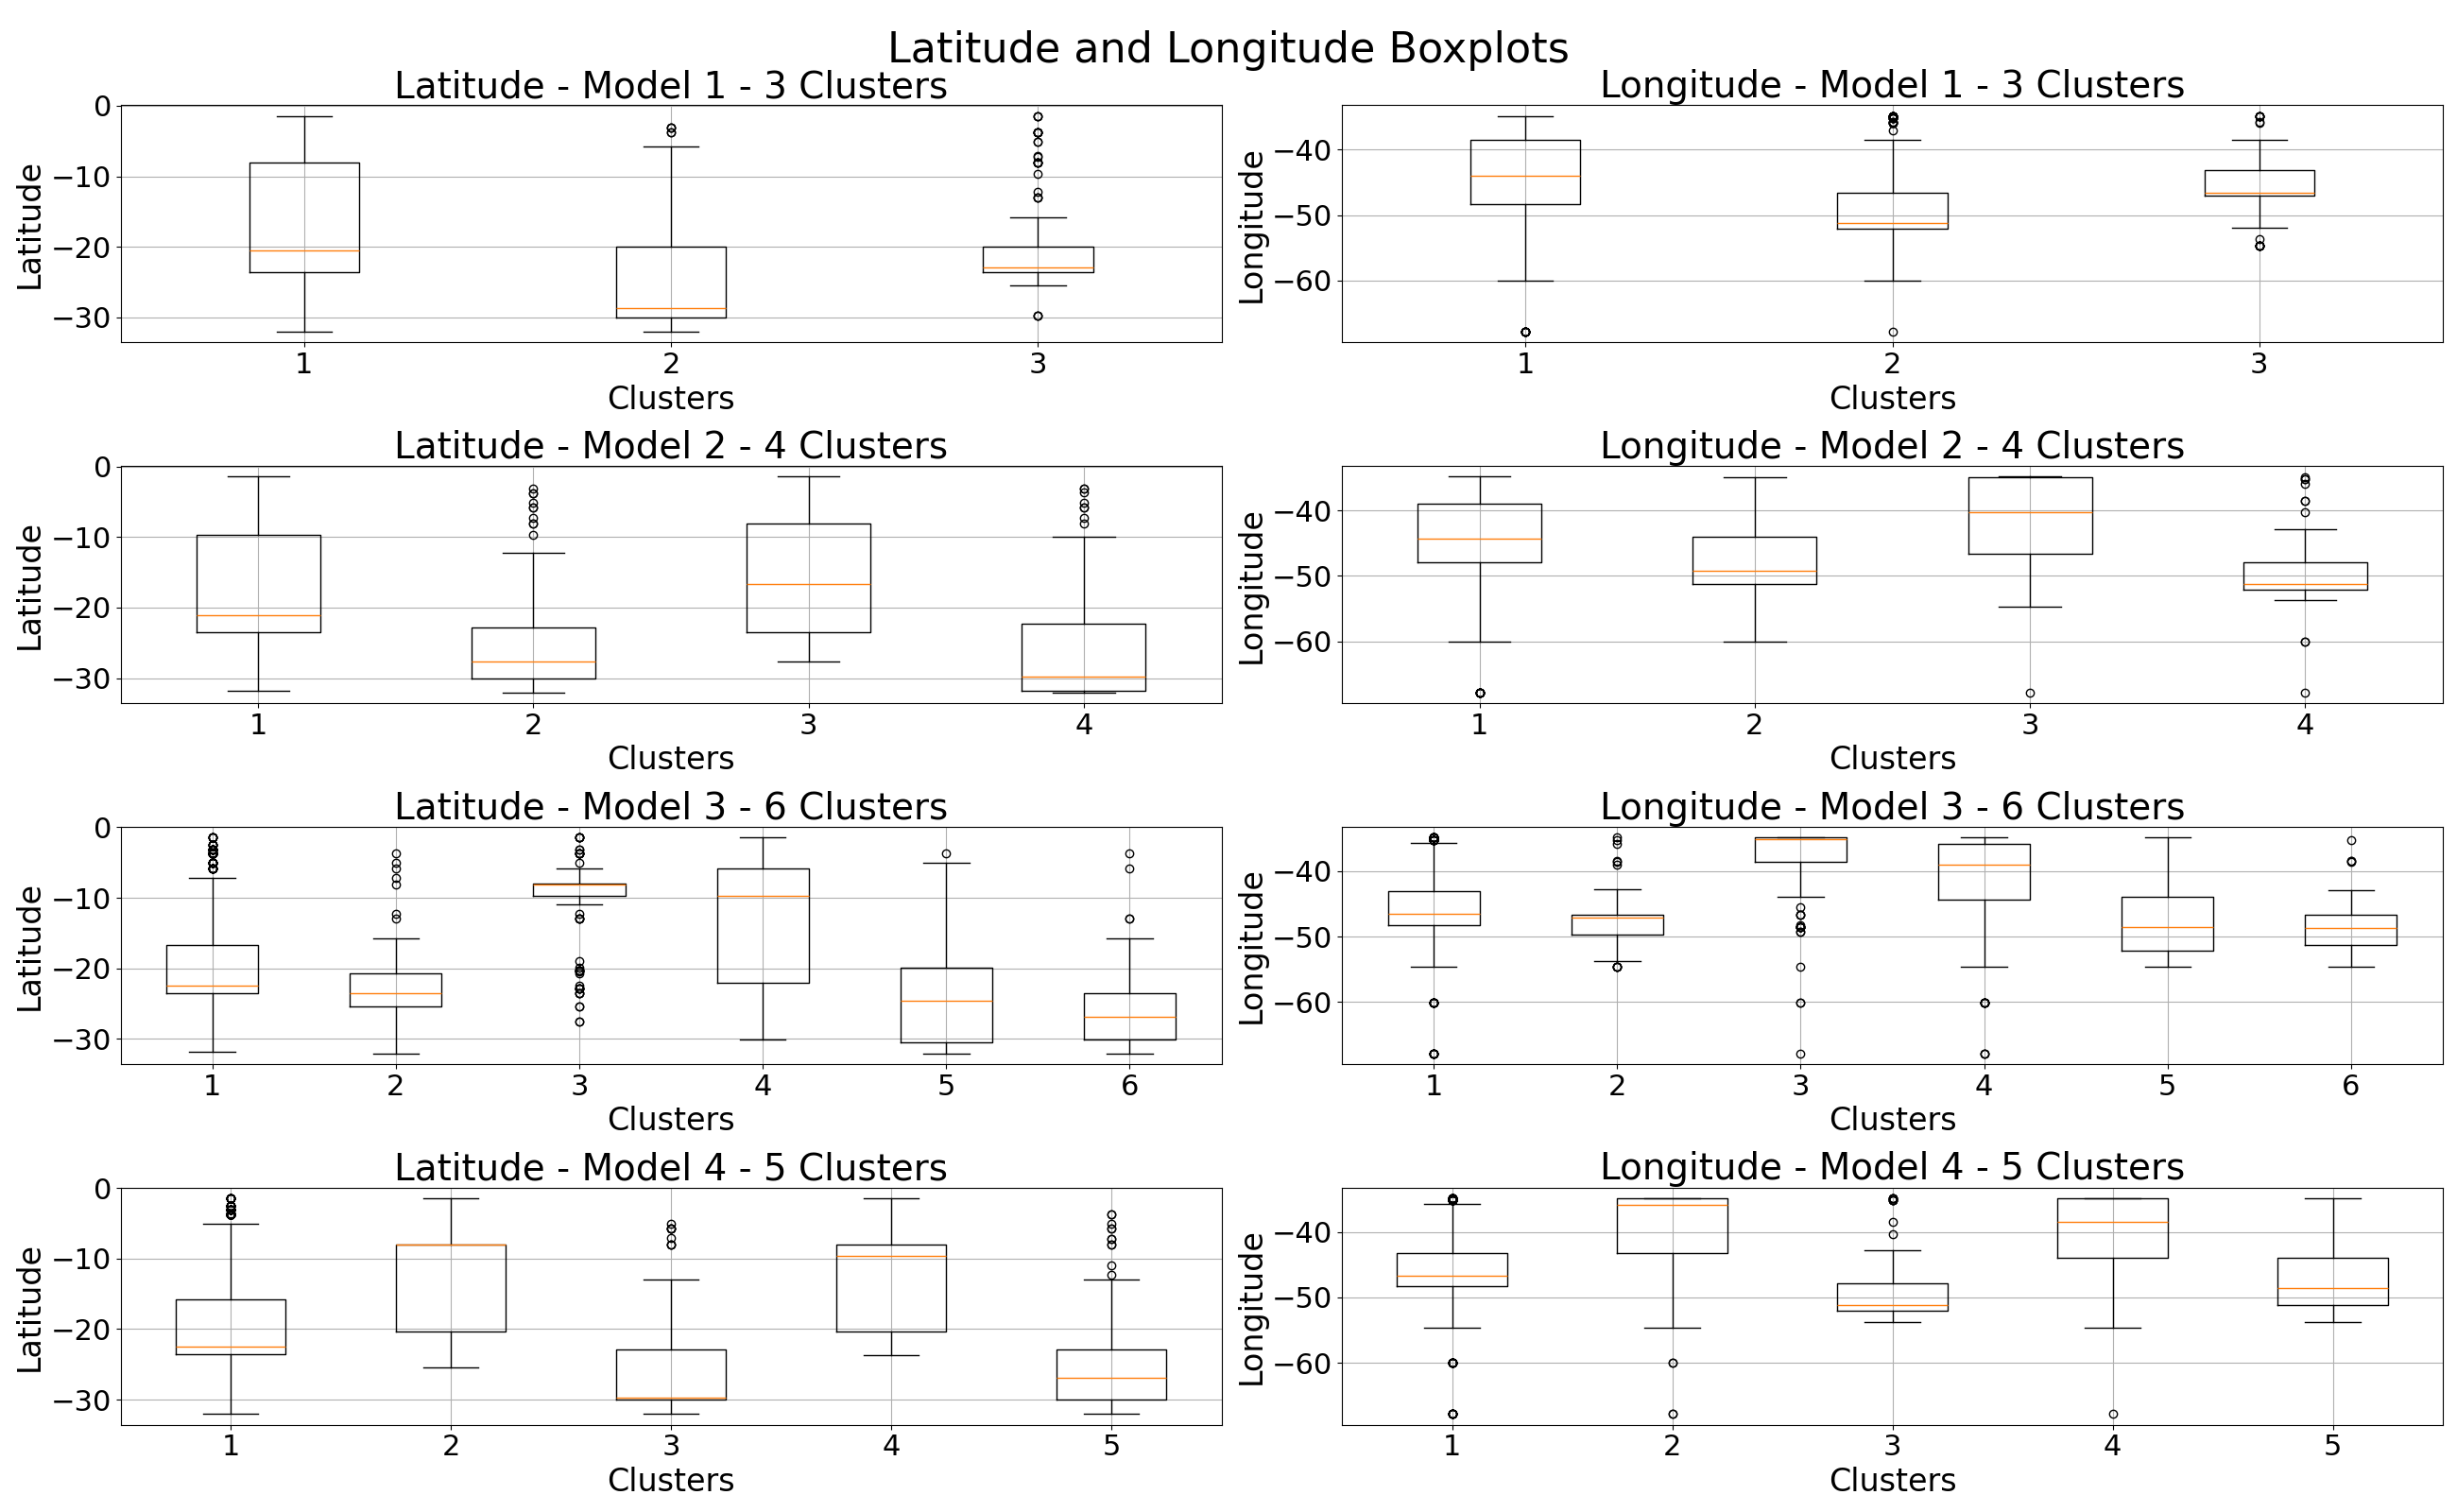 Latitude and Longitude Boxplots
Latitude - Model 1 - 3 Clusters
0
−10
−20
−30
Latitude
1 2 3
Clusters
Longitude - Model 1 - 3 Clusters
−40
−50
−60
Longitude
1 2 3
Clusters
Latitude - Model 2 - 4 Clusters
0
−10
−20
−30
Latitude
1 2 3 4
Clusters
Longitude - Model 2 - 4 Clusters
−40
−50
−60
Longitude
1 2 3 4
Clusters
Latitude - Model 3 - 6 Clusters
0
−10
−20
−30
Latitude
1 2 3 4 5 6
Clusters
Longitude - Model 3 - 6 Clusters
−40
−50
−60
Longitude
1 2 3 4 5 6
Clusters
Latitude - Model 4 - 5 Clusters
0
−10
−20
−30
Latitude
1 2 3 4 5
Clusters
Longitude - Model 4 - 5 Clusters
−40
−50
−60
Longitude
1 2 3 4 5
Clusters